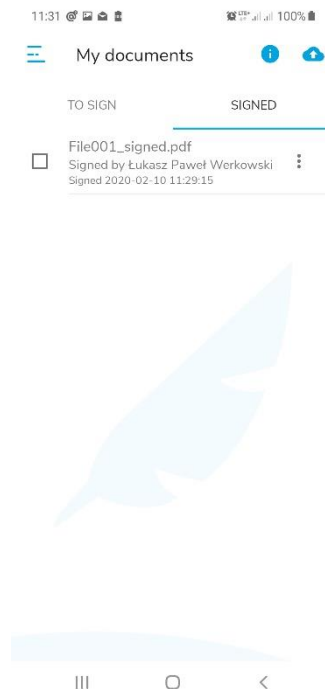 11:31 100%
My documents
TO SIGN SIGNED
File001_signed.pdf
Signed by Łukasz Paweł Werkowski
Signed 2020-02-10 11:29:15